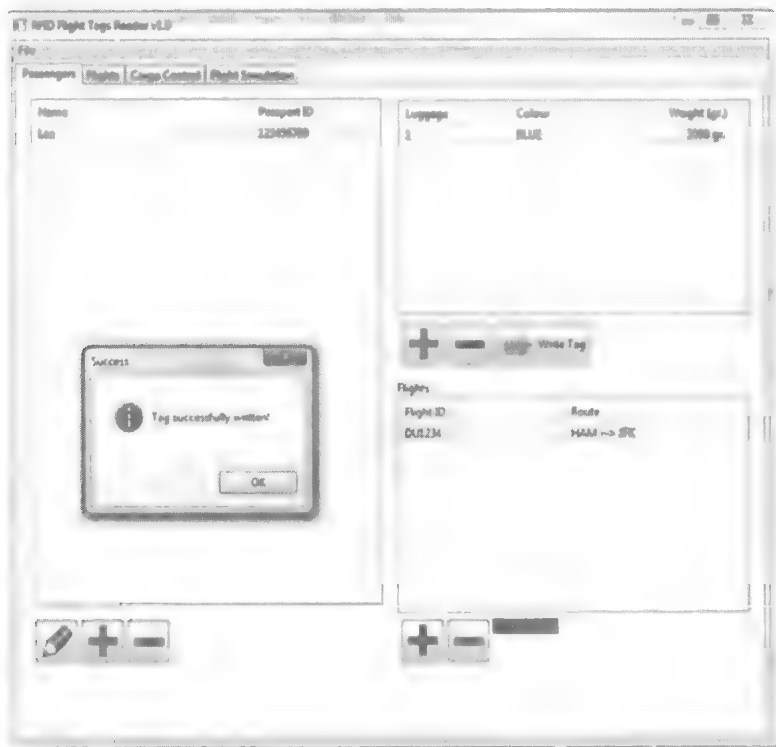 RFID Flight Tags Reader v1.0
File
Passengers Flights Cargo Control Flight Simulation
Name Passport ID
Leo 123456789
Luggage Colour Weight (gr.)
1 BLUE gr.
Write Tag
Success
Tag successfully written!
OK
Flights
Flight ID Route
DU1234 HAM --> JFK